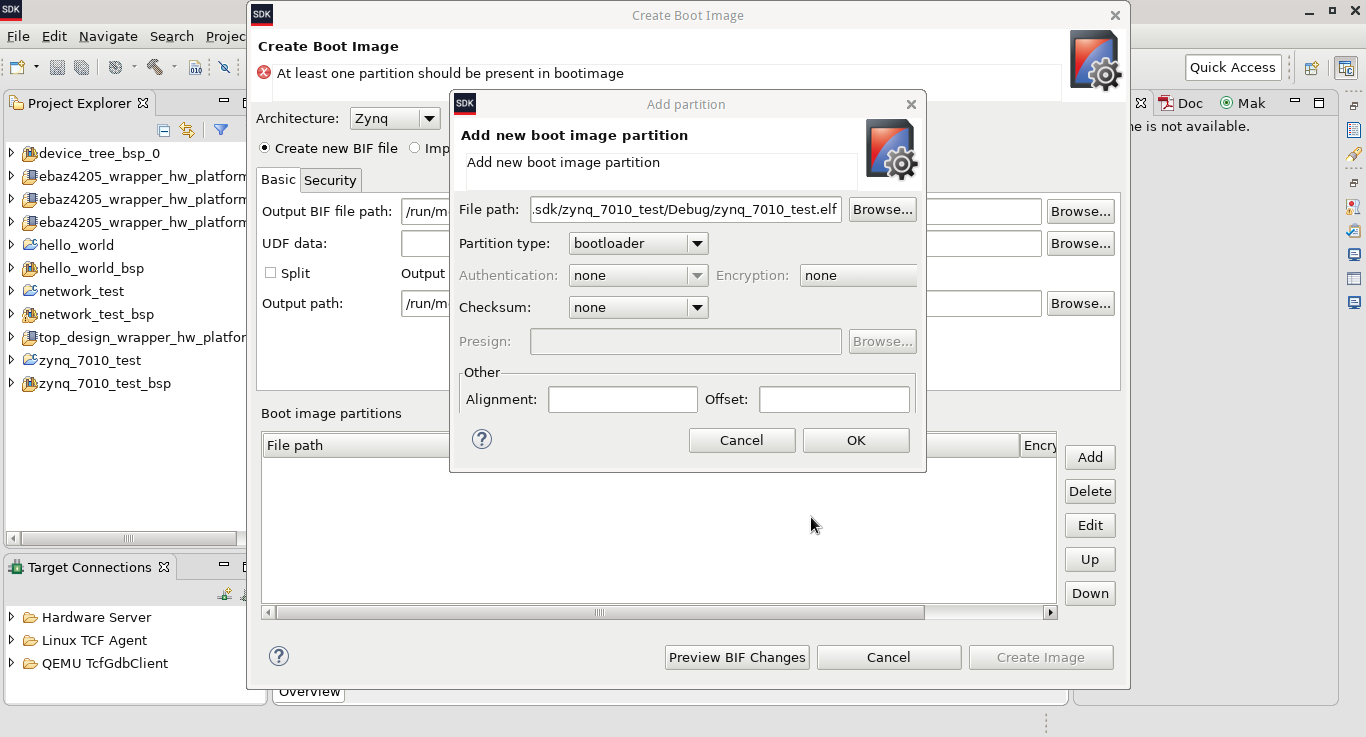 SDK
File Edit Navigate Search Projec
Quick Access
Project Explorer
device_tree_bsp_0
ebaz4205_wrapper_hw_platform
ebaz4205_wrapper_hw_platform
ebaz4205_wrapper_hw_platform
hello_world
hello_world_bsp
network_test
network_test_bsp
top_design_wrapper_hw_platfor
zynq_7010_test
zynq_7010_test_bsp
Target Connections
Hardware Server
Linux TCF Agent
QEMU TcfGdbClient
SDK Create Boot Image
Create Boot Image
At least one partition should be present in bootimage
Architecture: Zynq
Create new BIF file Imp
Basic Security
Output BIF file path: /run/m Browse...
UDF data: Browse...
Split Output
Output path: /run/m Browse...
Boot image partitions
File path Encry
Add
Delete
Edit
Up
Down
Preview BIF Changes Cancel Create Image
SDK Add partition
Add new boot image partition
Add new boot image partition
File path: .sdk/zynq_7010_test/Debug/zynq_7010_test.elf Browse...
Partition type: bootloader
Authentication: none Encryption: none
Checksum: none
Presign: Browse...
Other
Alignment: Offset:
Cancel OK
Doc Mak
ne is not available.
Overview